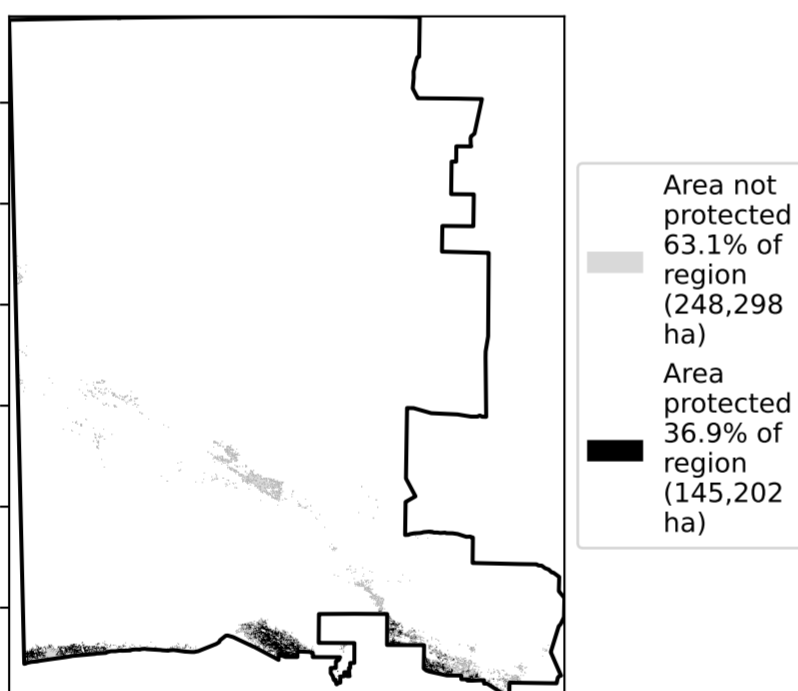 Area not
protected
63.1% of
region
(248,298
ha)
Area
protected
36.9% of
region
(145,202
ha)